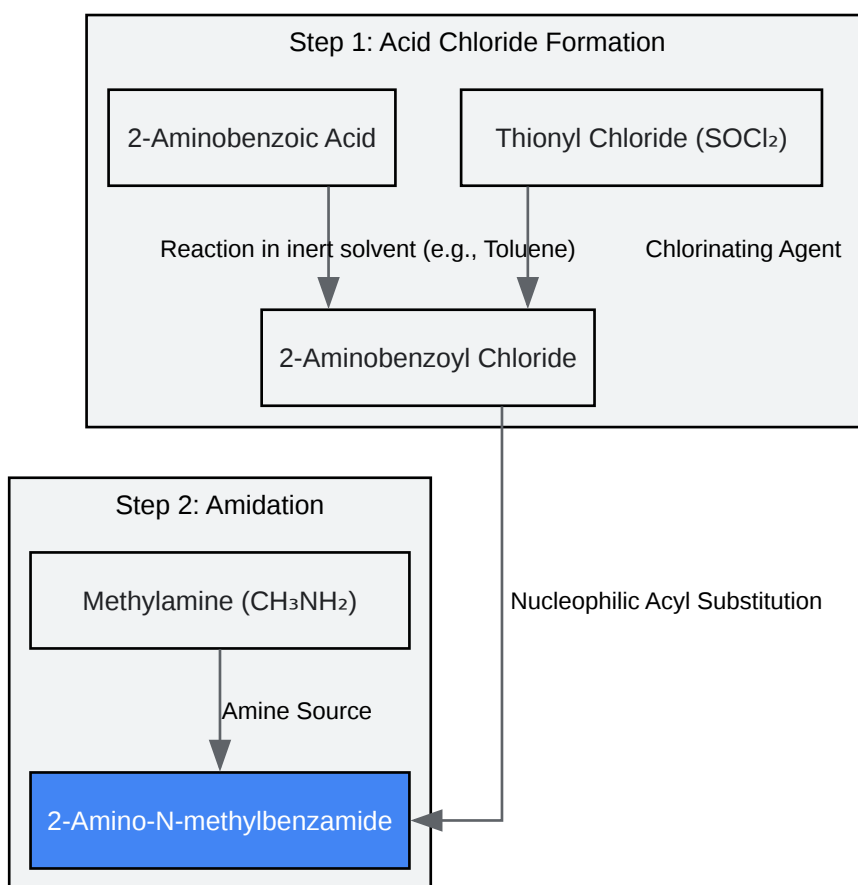 Step 1: Acid Chloride Formation
2-Aminobenzoic Acid
Thionyl Chloride (SOCl₂)
Reaction in inert solvent (e.g., Toluene)
Chlorinating Agent
2-Aminobenzoyl Chloride
Step 2: Amidation
Methylamine (CH₃NH₂)
Nucleophilic Acyl Substitution
Amine Source
2-Amino-N-methylbenzamide